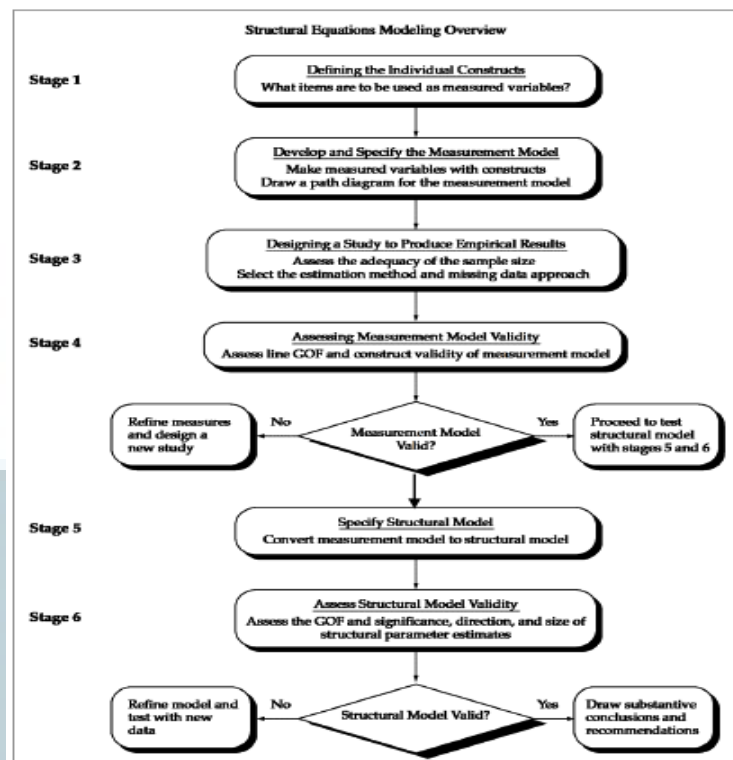 Structural Equations Modeling Overview
Stage 1
Defining the Individual Constructs
What items are to be used as measured variables?
Stage 2
Develop and Specify the Measurement Model
Make measured variables with constructs
Draw a path diagram for the measurement model
Stage 3
Designing a Study to Produce Empirical Results
Assess the adequacy of the sample size
Select the estimation method and missing data approach
Stage 4
Assessing Measurement Model Validity
Assess line GOF and construct validity of measurement model
Refine measures
and design a
new study
No
Measurement Model
Valid?
Yes
Proceed to test
structural model
with stages 5 and 6
Stage 5
Specify Structural Model
Convert measurement model to structural model
Stage 6
Assess Structural Model Validity
Assess the GOF and significance, direction, and size of
structural parameter estimates
Refine model and
test with new
data
No
Structural Model Valid?
Yes
Draw substantive
conclusions and
recommendations